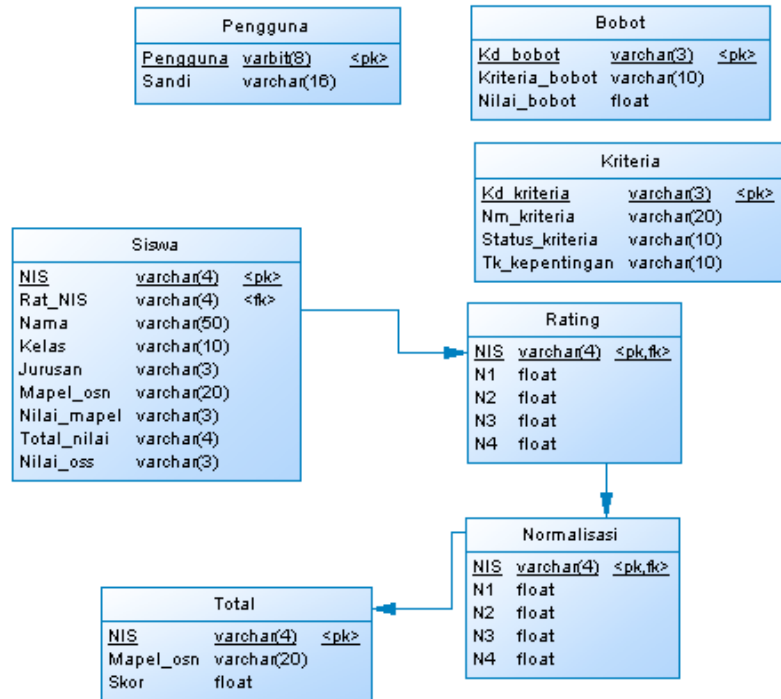 Pengguna
Pengguna varbit(8) <pk>
Sandi varchar(16)
Bobot
Kd_bobot varchar(3) <pk>
Kriteria_bobot varchar(10)
Nilai_bobot float
Kriteria
Kd_kriteria varchar(3) <pk>
Nm_kriteria varchar(20)
Status_kriteria varchar(10)
Tk_kepentingan varchar(10)
Siswa
NIS varchar(4) <pk>
Rat_NIS varchar(4) <fk>
Nama varchar(50)
Kelas varchar(10)
Jurusan varchar(3)
Mapel_osn varchar(20)
Nilai_mapel varchar(3)
Total_nilai varchar(4)
Nilai_oss varchar(3)
Rating
NIS varchar(4) <pk,fk>
N1 float
N2 float
N3 float
N4 float
Normalisasi
NIS varchar(4) <pk,fk>
N1 float
N2 float
N3 float
N4 float
Total
NIS varchar(4) <pk>
Mapel_osn varchar(20)
Skor float